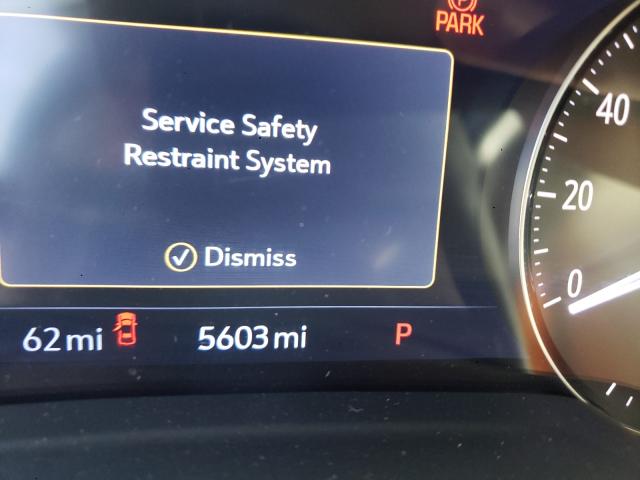 PARK
Service Safety
Restraint System
Dismiss
62 mi 5603 mi P
40
20
0